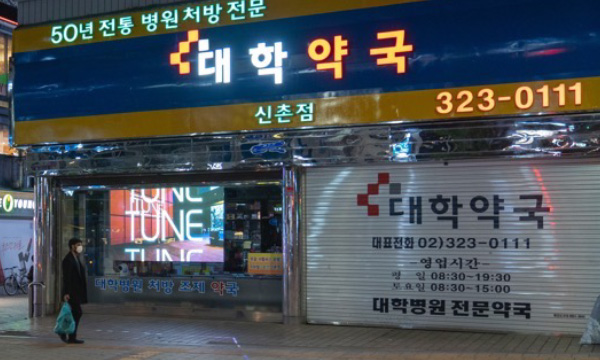 50년 전통 병원 처방 전문
대학약국
신촌점
323-0111
TUNE
TUNE
TUNE
TUNE
대학병원 처방 조제 약국
대학약국
대표전화 02)323-0111
-영업시간-
평 일 08:30~19:30
토요일 08:30~15:00
대학병원 전문약국